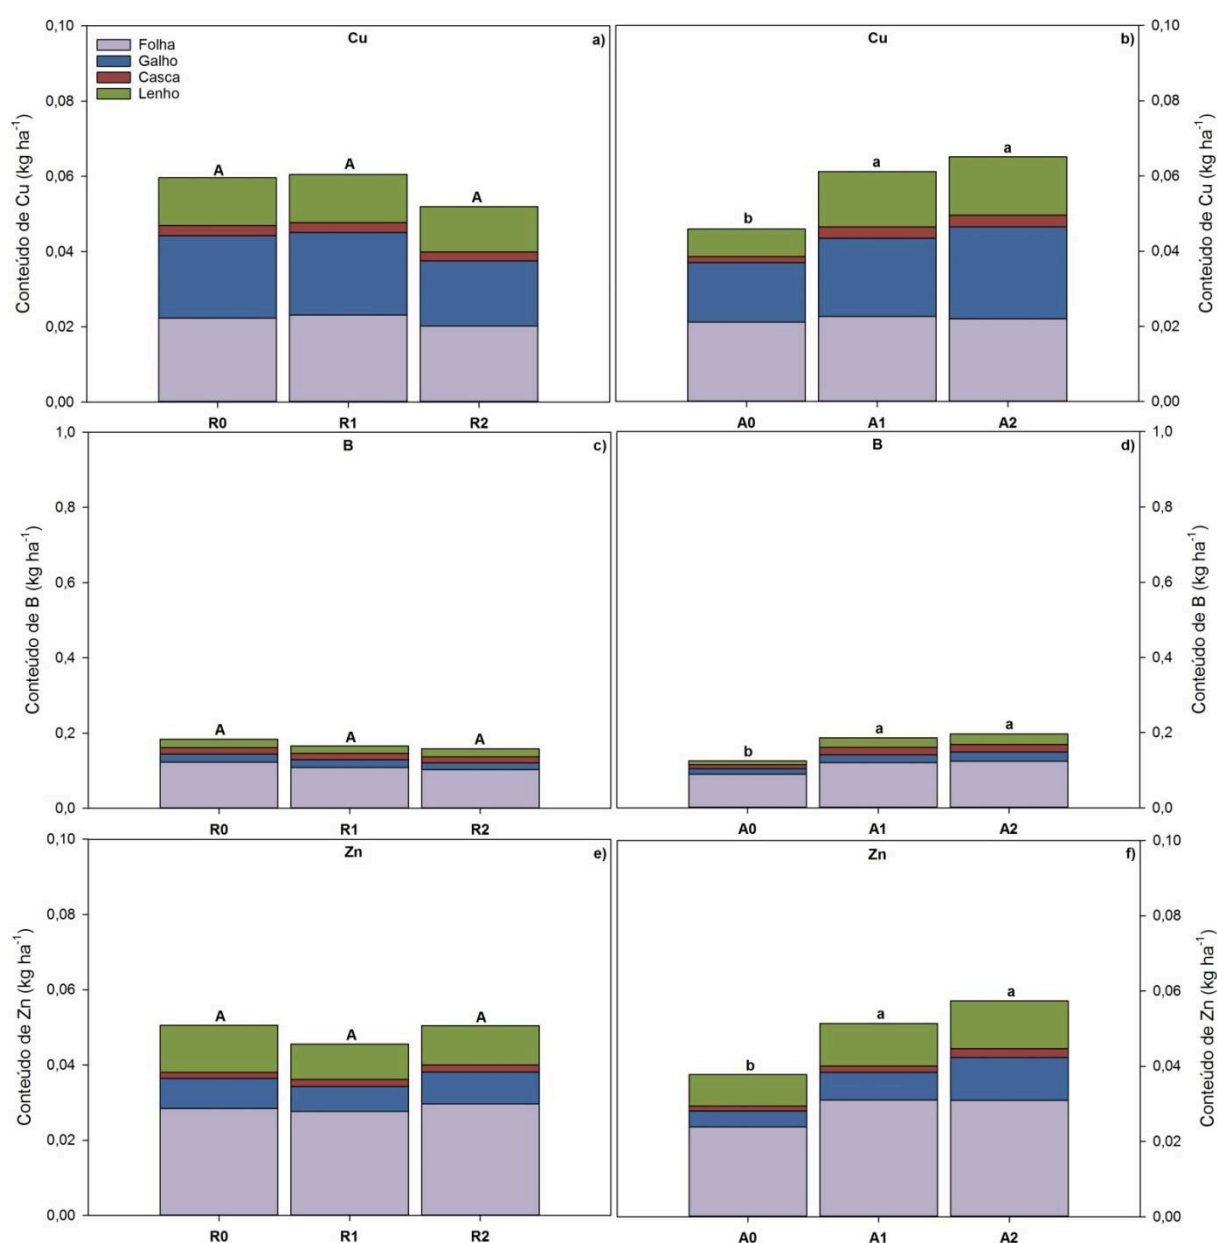 Cu
a)
Folha
Galho
Casca
Lenho
Conteúdo de Cu (kg ha⁻¹)
0,10
0,08
0,06
0,04
0,02
0,00
A
A
A
R0
R1
R2
Cu
b)
b
a
a
A0
A1
A2
0,10
0,08
0,06
0,04
0,02
0,00
Conteúdo de Cu (kg ha⁻¹)
B
c)
Conteúdo de B (kg ha⁻¹)
1,0
0,8
0,6
0,4
0,2
0,0
A
A
A
R0
R1
R2
B
d)
b
a
a
A0
A1
A2
1,0
0,8
0,6
0,4
0,2
0,0
Conteúdo de B (kg ha⁻¹)
Zn
e)
Conteúdo de Zn (kg ha⁻¹)
0,10
0,08
0,06
0,04
0,02
0,00
A
A
A
R0
R1
R2
Zn
f)
b
a
a
A0
A1
A2
0,10
0,08
0,06
0,04
0,02
0,00
Conteúdo de Zn (kg ha⁻¹)